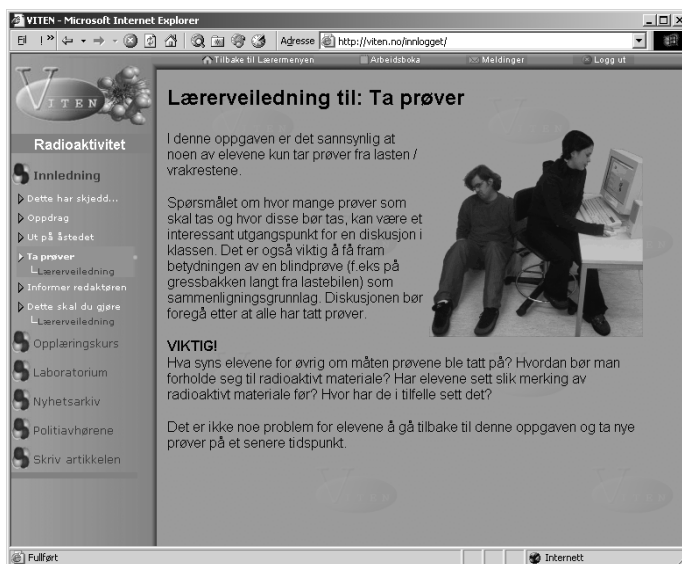 VITEN - Microsoft Internet Explorer
Adresse http://viten.no/innlogget/
Tilbake til Lærermenyen Arbeidsboka Meldinger Logg ut
VITEN
Radioaktivitet
Innledning
Dette har skjedd...
Oppdrag
Ut på åstedet
Ta prøver
Lærerveiledning
Informer redaktøren
Dette skal du gjøre
Lærerveiledning
Opplæringskurs
Laboratorium
Nyhetsarkiv
Politiavhørene
Skriv artikkelen
Lærerveiledning til: Ta prøver
I denne oppgaven er det sannsynlig at
noen av elevene kun tar prøver fra lasten /
vrakrestene.
Spørsmålet om hvor mange prøver som
skal tas og hvor disse bør tas, kan være et
interessant utgangspunkt for en diskusjon i
klassen. Det er også viktig å få fram
betydningen av en blindprøve (f.eks på
gressbakken langt fra lastebilen) som
sammenligningsgrunnlag. Diskusjonen bør
foregå etter at alle har tatt prøver.
VIKTIG!
Hva syns elevene for øvrig om måten prøvene ble tatt på? Hvordan bør man
forholde seg til radioaktivt materiale? Har elevene sett slik merking av
radioaktivt materiale før? Hvor har de i tilfelle sett det?
Det er ikke noe problem for elevene å gå tilbake til denne oppgaven og ta nye
prøver på et senere tidspunkt.
Fullført
Internett